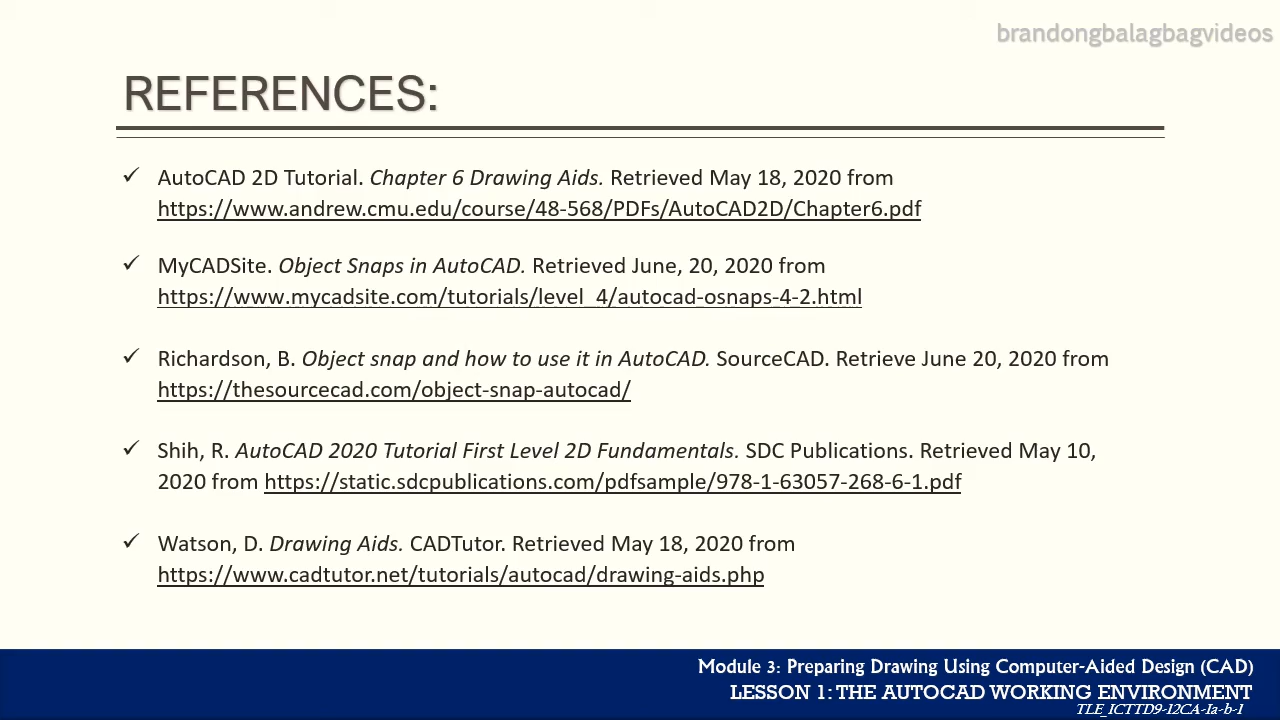 brandongbalagbagvideos
REFERENCES:
✓ AutoCAD 2D Tutorial. Chapter 6 Drawing Aids. Retrieved May 18, 2020 from
https://www.andrew.cmu.edu/course/48-568/PDFs/AutoCAD2D/Chapter6.pdf
✓ MyCADSite. Object Snaps in AutoCAD. Retrieved June, 20, 2020 from
https://www.mycadsite.com/tutorials/level_4/autocad-osnaps-4-2.html
✓ Richardson, B. Object snap and how to use it in AutoCAD. SourceCAD. Retrieve June 20, 2020 from
https://thesourcecad.com/object-snap-autocad/
✓ Shih, R. AutoCAD 2020 Tutorial First Level 2D Fundamentals. SDC Publications. Retrieved May 10,
2020 from https://static.sdcpublications.com/pdfsample/978-1-63057-268-6-1.pdf
✓ Watson, D. Drawing Aids. CADTutor. Retrieved May 18, 2020 from
https://www.cadtutor.net/tutorials/autocad/drawing-aids.php
Module 3: Preparing Drawing Using Computer-Aided Design (CAD)
LESSON 1: THE AUTOCAD WORKING ENVIRONMENT
TLE_ICTTD9-12CA-Ia-b-1